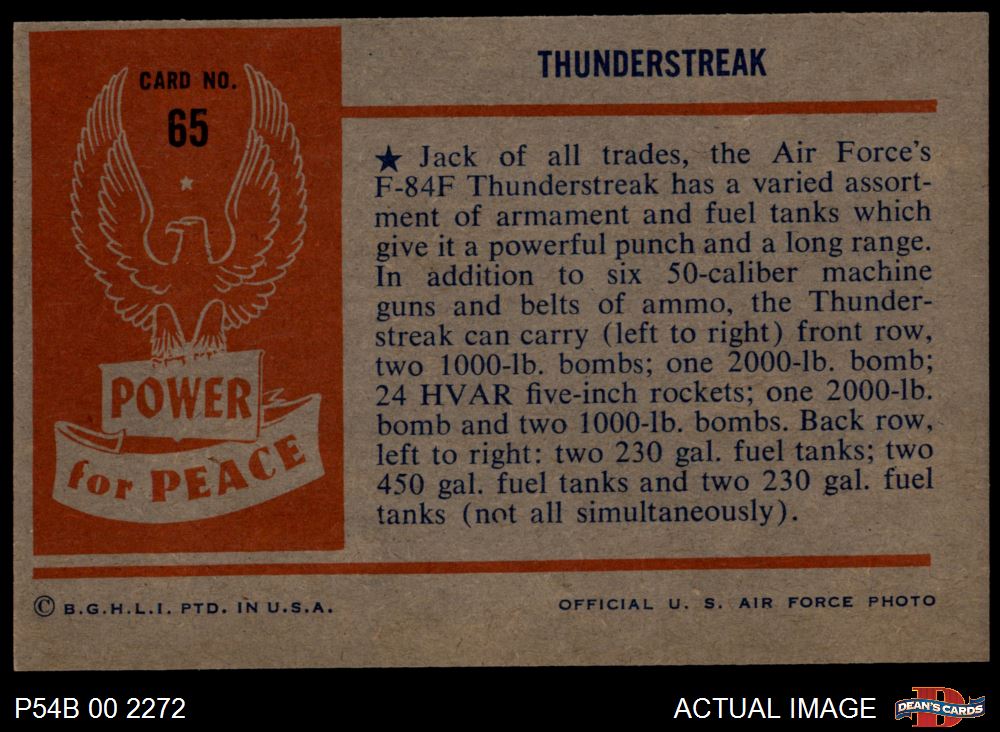 CARD NO.
65
POWER
for PEACE
THUNDERSTREAK
★ Jack of all trades, the Air Force's
F-84F Thunderstreak has a varied assort-
ment of armament and fuel tanks which
give it a powerful punch and a long range.
In addition to six 50-caliber machine
guns and belts of ammo, the Thunder-
streak can carry (left to right) front row,
two 1000-lb. bombs; one 2000-lb. bomb;
24 HVAR five-inch rockets; one 2000-lb.
bomb and two 1000-lb. bombs. Back row,
left to right: two 230 gal. fuel tanks; two
450 gal. fuel tanks and two 230 gal. fuel
tanks (not all simultaneously).
© B.G.H.L.I. PTD. IN U.S.A.
OFFICIAL U. S. AIR FORCE PHOTO
P54B 00 2272
ACTUAL IMAGE
D
DEAN'S CARDS